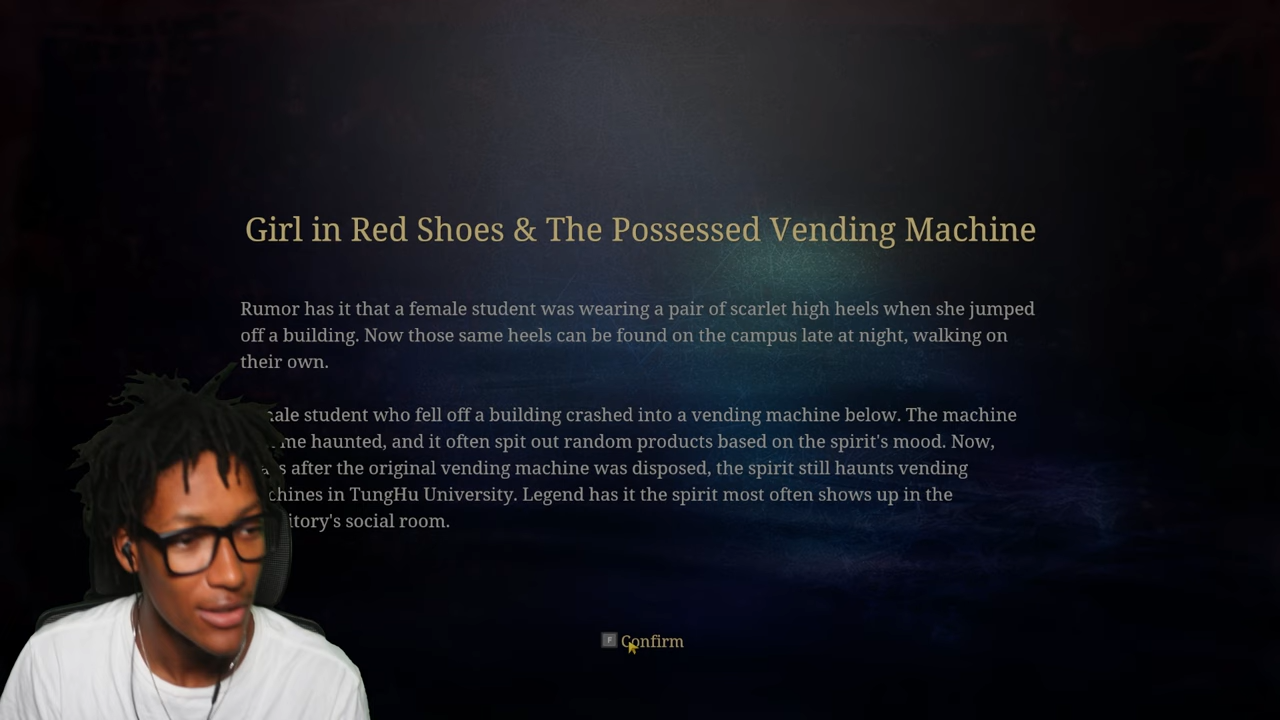 Girl in Red Shoes & The Possessed Vending Machine
Rumor has it that a female student was wearing a pair of scarlet high heels when she jumped
off a building. Now those same heels can be found on the campus late at night, walking on
their own.
student who fell off a building crashed into a vending machine below. The machine
haunted, and it often spit out random products based on the spirit's mood. Now,
after the original vending machine was disposed, the spirit still haunts vending
in TungHu University. Legend has it the spirit most often shows up in the
social room.
F Confirm